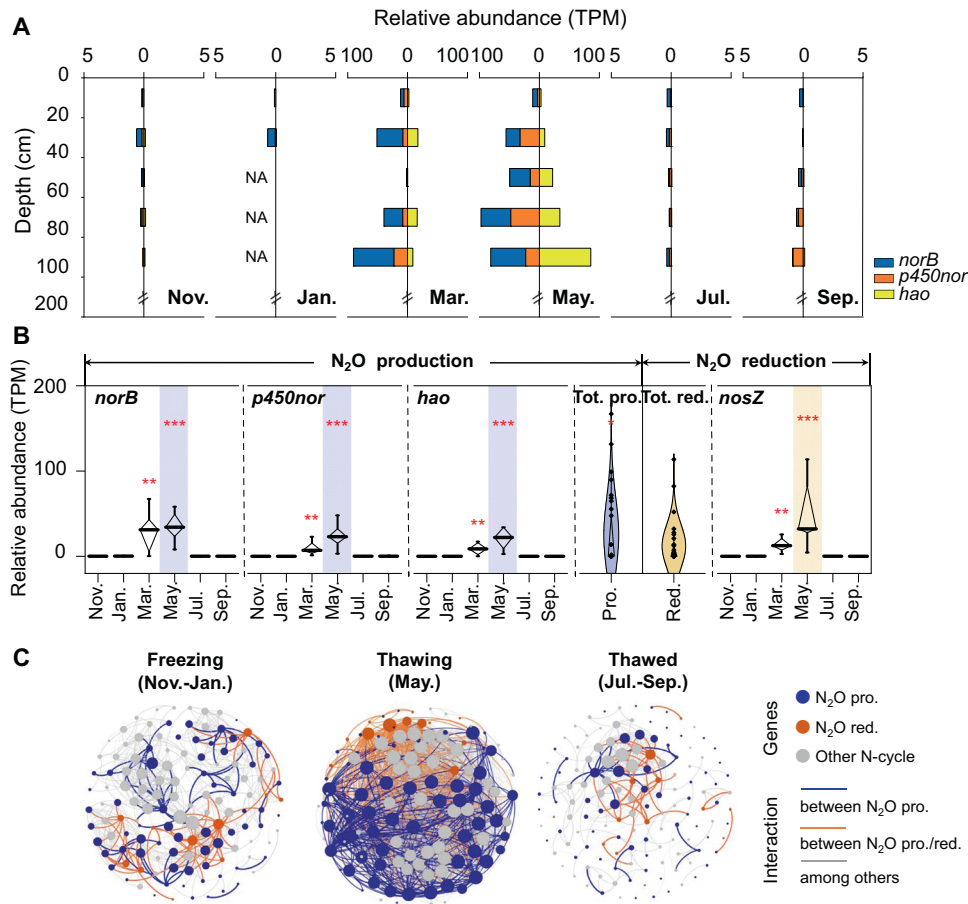 Relative abundance (TPM)
A
5 0 5 5 0 5 100 0 100 100 0 100 5 0 5 5 0 5
0
20
40
60
80
100
200
Depth (cm)
NA
NA
NA
Nov. Jan. Mar. May. Jul. Sep.
norB
p450nor
hao
B
N₂O production N₂O reduction
Relative abundance (TPM)
200
100
0
norB p450nor hao Tot. pro. Tot. red. nosZ
** *** ** *** ** *** * ** ***
Nov. Jan. Mar. May. Jul. Sep. Nov. Jan. Mar. May. Jul. Sep. Nov. Jan. Mar. May. Jul. Sep. Pro. Red. Nov. Jan. Mar. May. Jul. Sep.
C
Freezing
(Nov.-Jan.)
Thawing
(May.)
Thawed
(Jul.-Sep.)
Genes
N₂O pro.
N₂O red.
Other N-cycle
Interaction
between N₂O pro.
between N₂O pro./red.
among others